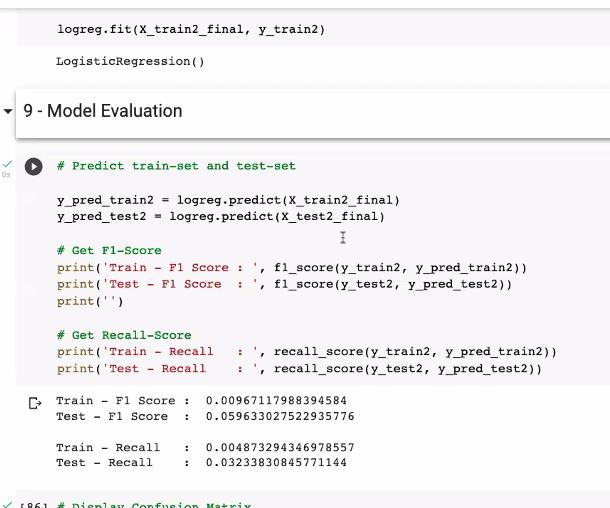 logreg.fit(X_train2_final, y_train2)
LogisticRegression()
9 - Model Evaluation
0s
# Predict train-set and test-set
y_pred_train2 = logreg.predict(X_train2_final)
y_pred_test2 = logreg.predict(X_test2_final)
# Get F1-Score
print('Train - F1 Score : ', f1_score(y_train2, y_pred_train2))
print('Test - F1 Score  : ', f1_score(y_test2, y_pred_test2))
print('')
# Get Recall-Score
print('Train - Recall   : ', recall_score(y_train2, y_pred_train2))
print('Test - Recall    : ', recall_score(y_test2, y_pred_test2))
Train - F1 Score :  0.00967117988394584
Test - F1 Score  :  0.059633027522935776
Train - Recall   :  0.004873294346978557
Test - Recall    :  0.03233830845771144
[86] # Display Confusion Matrix